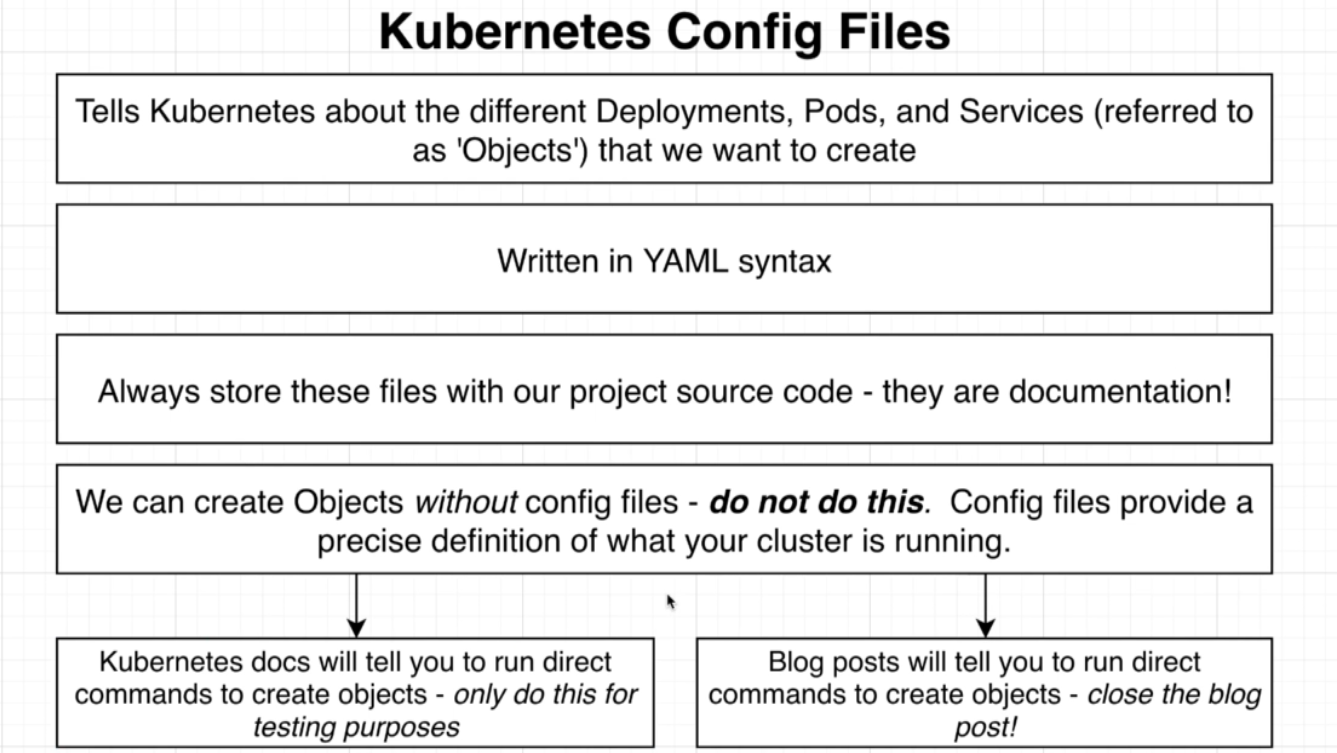 Kubernetes Config Files
Tells Kubernetes about the different Deployments, Pods, and Services (referred to
as 'Objects') that we want to create
Written in YAML syntax
Always store these files with our project source code - they are documentation!
We can create Objects without config files - do not do this.  Config files provide a
precise definition of what your cluster is running.
Kubernetes docs will tell you to run direct
commands to create objects - only do this for
testing purposes
Blog posts will tell you to run direct
commands to create objects - close the blog
post!